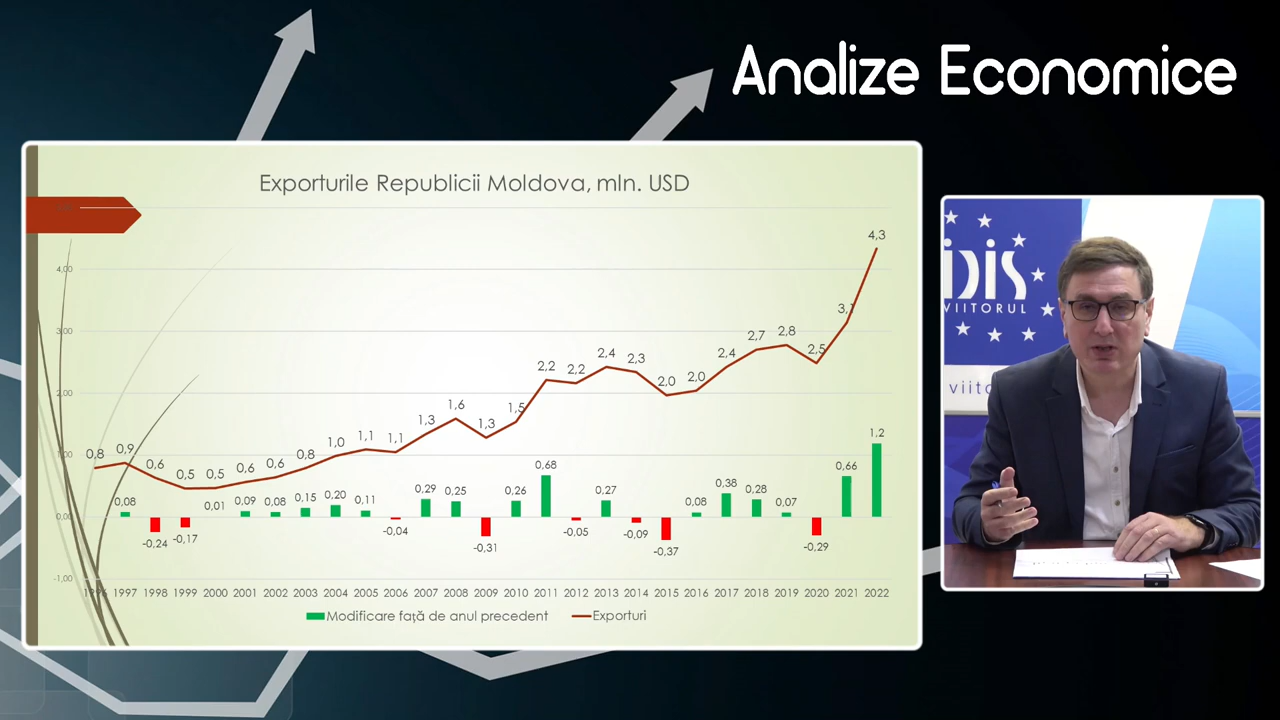 Analize Economice
Exporturile Republicii Moldova, mln. USD
4,00
3,00
2,00
1,00
0,00
-1,00
0,8 0,9 0,6 0,5 0,5 0,6 0,6 0,8 1,0 1,1 1,1 1,3 1,6 1,3 1,5 2,2 2,2 2,4 2,3 2,0 2,0 2,4 2,7 2,8 2,5 3,1 4,3
0,08 -0,24 -0,17 0,01 0,09 0,08 0,15 0,20 0,11 -0,04 0,29 0,25 -0,31 0,26 0,68 -0,05 0,27 -0,09 -0,37 0,08 0,38 0,28 0,07 -0,29 0,66 1,2
1996 1997 1998 1999 2000 2001 2002 2003 2004 2005 2006 2007 2008 2009 2010 2011 2012 2013 2014 2015 2016 2017 2018 2019 2020 2021 2022
Modificare față de anul precedent Exporturi
IDIS
VIITORUL
viito